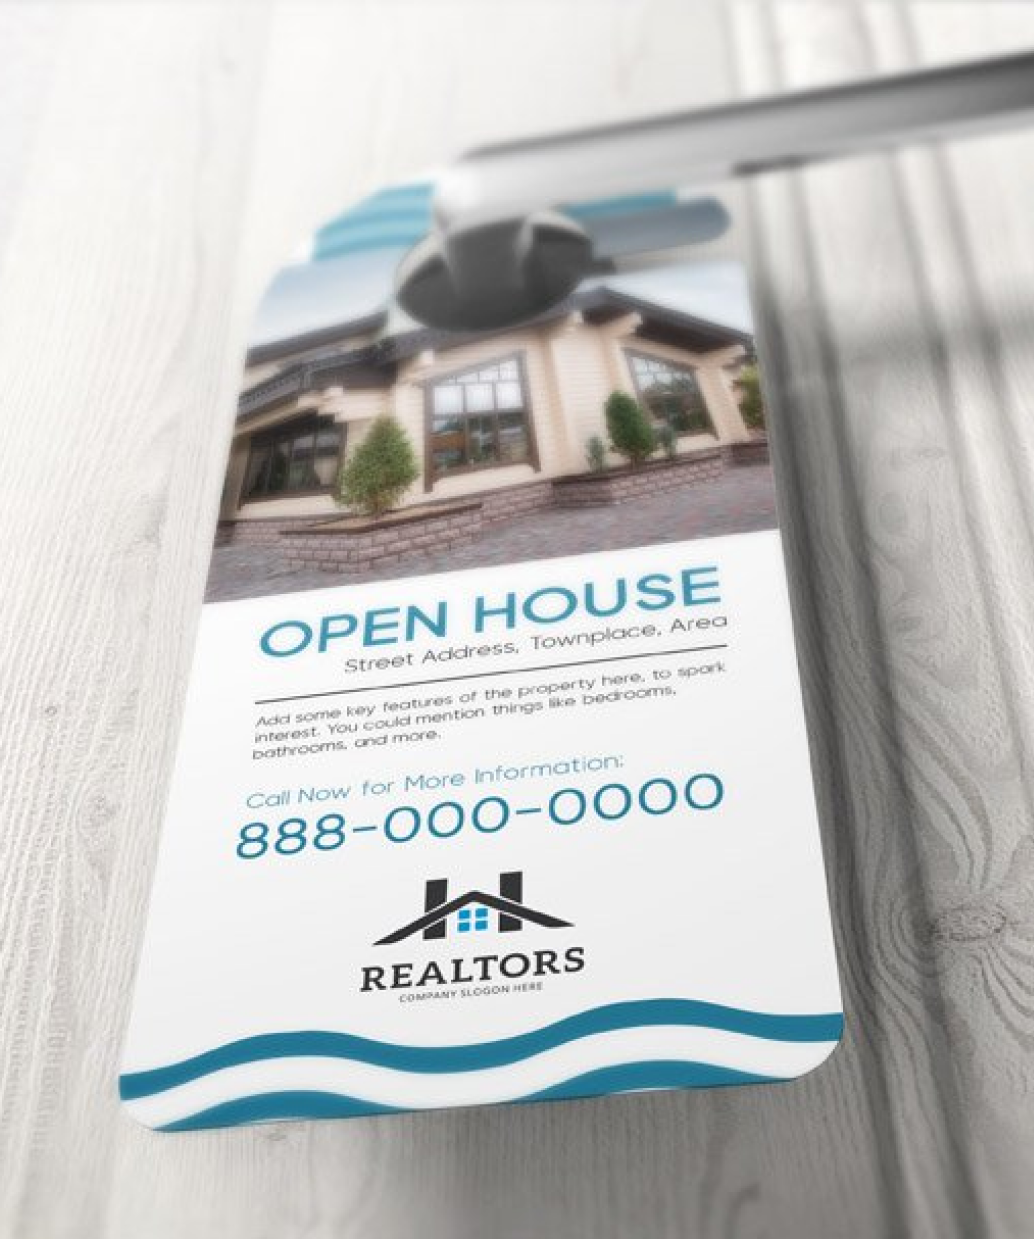 OPEN HOUSE
Street Address, Townplace, Area
Add some key features of the property here, to spark
interest. You could mention things like bedrooms,
bathrooms, and more.
Call Now for More Information:
888-000-0000
REALTORS
COMPANY SLOGON HERE